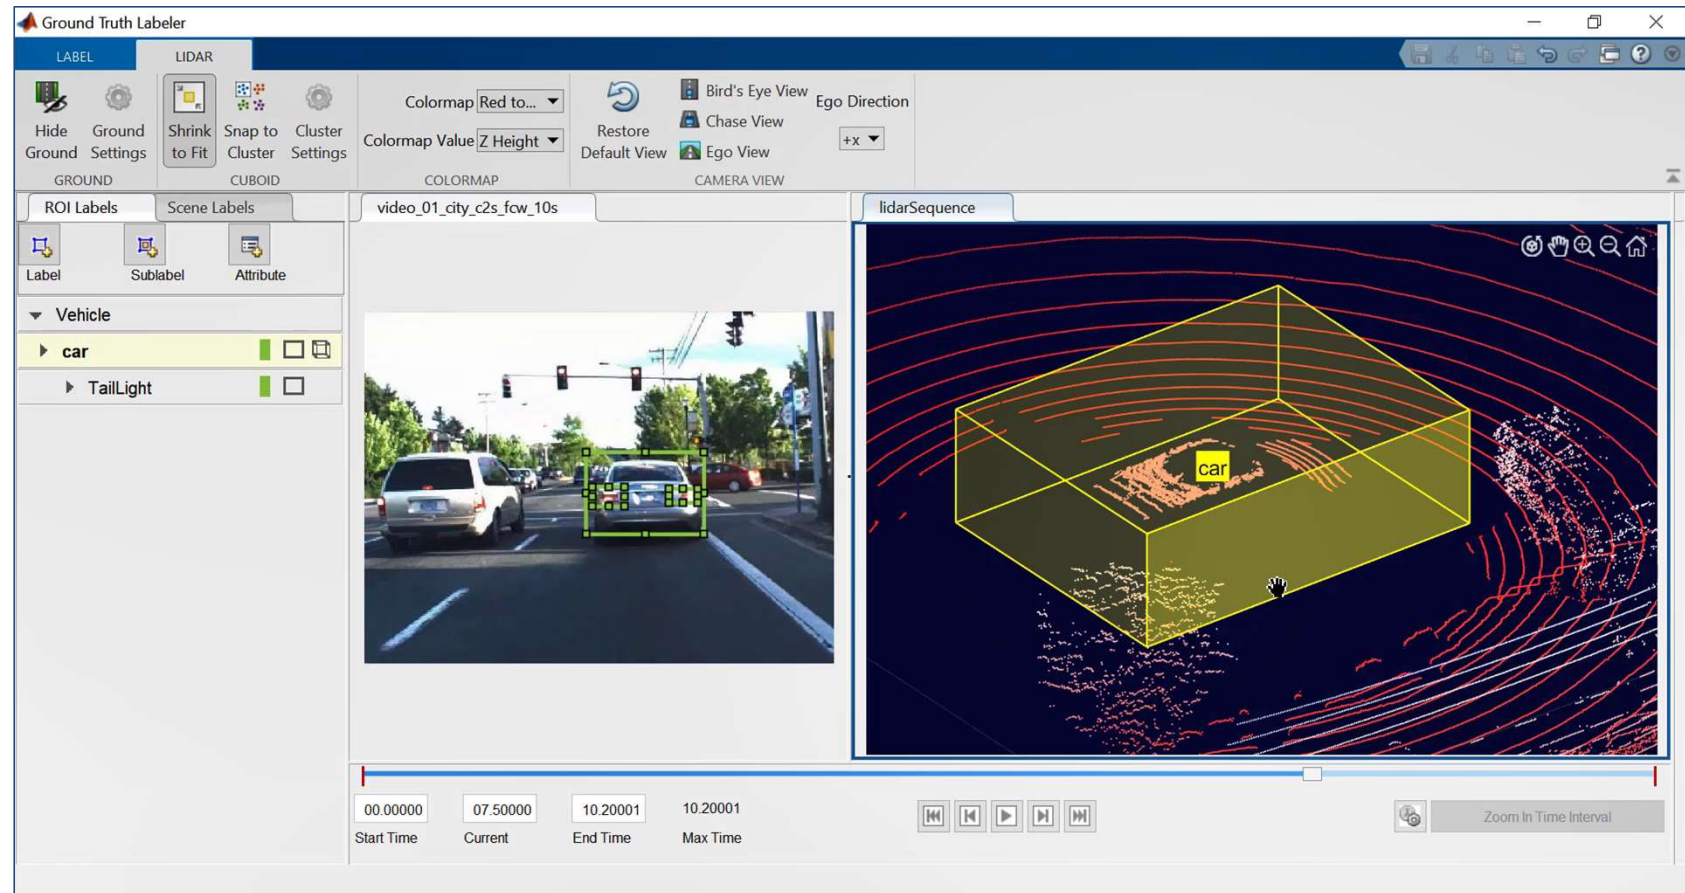 Ground Truth Labeler
LABEL
LIDAR
Hide
Ground
Ground
Settings
Shrink
to Fit
Snap to
Cluster
Cluster
Settings
Colormap Red to...
Colormap Value Z Height
Restore
Default View
Bird's Eye View
Chase View
Ego View
Ego Direction
+x
GROUND
CUBOID
COLORMAP
CAMERA VIEW
ROI Labels
Scene Labels
video_01_city_c2s_fcw_10s
lidarSequence
Label
Sublabel
Attribute
Vehicle
car
TailLight
car
00.00000
07.50000
10.20001
10.20001
Start Time
Current
End Time
Max Time
Zoom In Time Interval